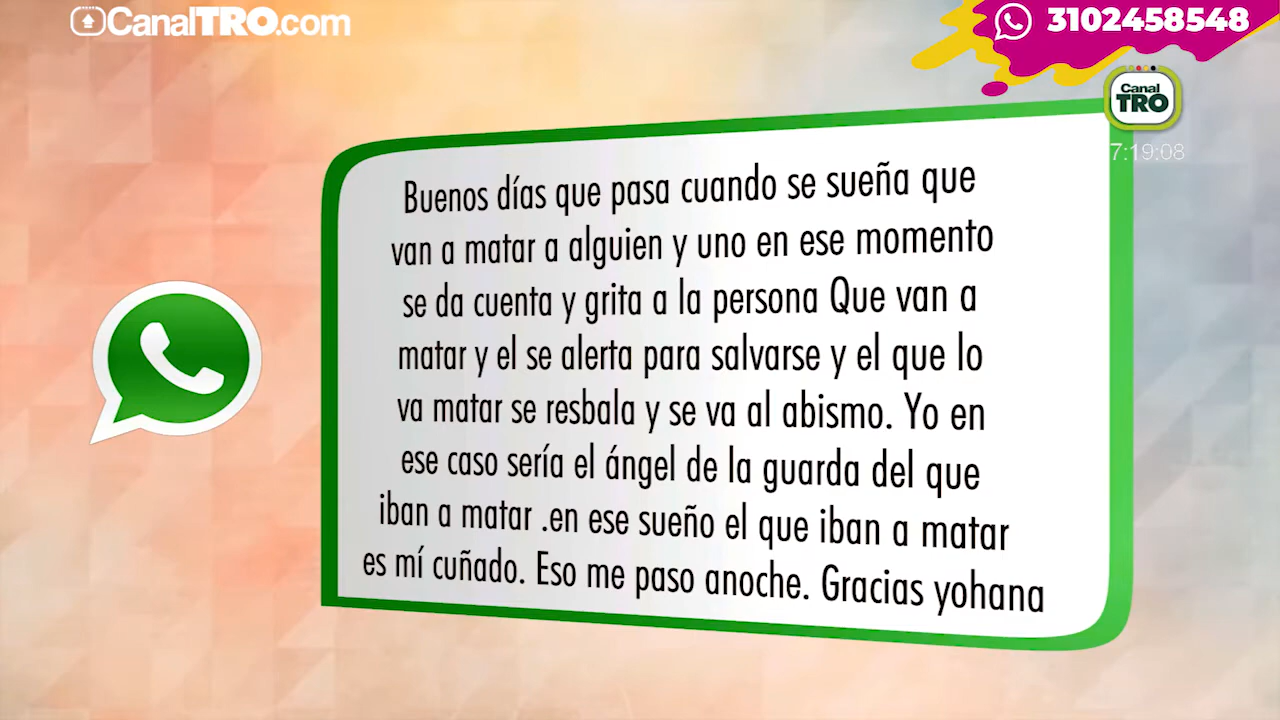 CanalTRO.com
3102458548
Canal
TRO
7:19:08
Buenos días que pasa cuando se sueña que
van a matar a alguien y uno en ese momento
se da cuenta y grita a la persona Que van a
matar y el se alerta para salvarse y el que lo
va matar se resbala y se va al abismo. Yo en
ese caso sería el ángel de la guarda del que
iban a matar .en ese sueño el que iban a matar
es mí cuñado. Eso me paso anoche. Gracias yohana